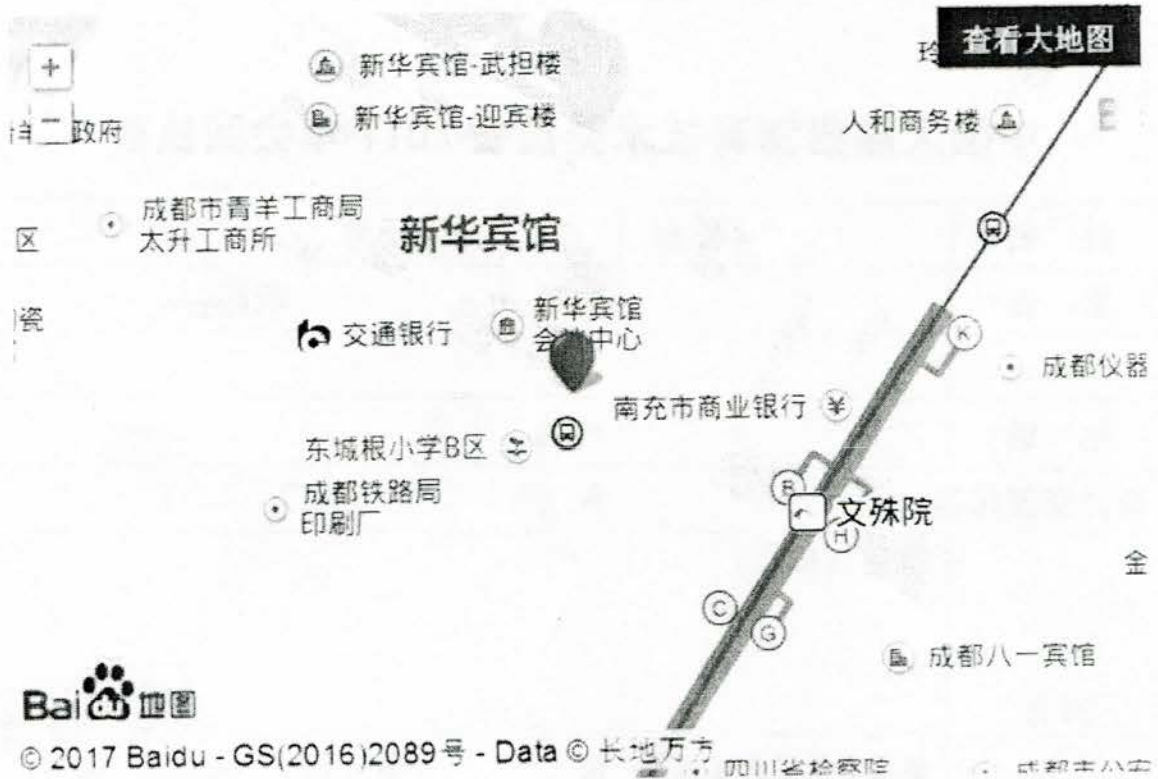 查看大地图
+
新华宾馆-武担楼
-
政府
新华宾馆-迎宾楼
人和商务楼
成都市青羊工商局
太升工商所
区
新华宾馆
瓷
交通银行
新华宾馆
会 中心
K
成都仪器
南充市商业银行
¥
东城根小学B区
成都铁路局
印刷厂
B
文殊院
H
金
C
G
成都八一宾馆
Bai 地图
© 2017 Baidu - GS(2016)2089号 - Data © 长地万方
四川省检察院
成都市公安